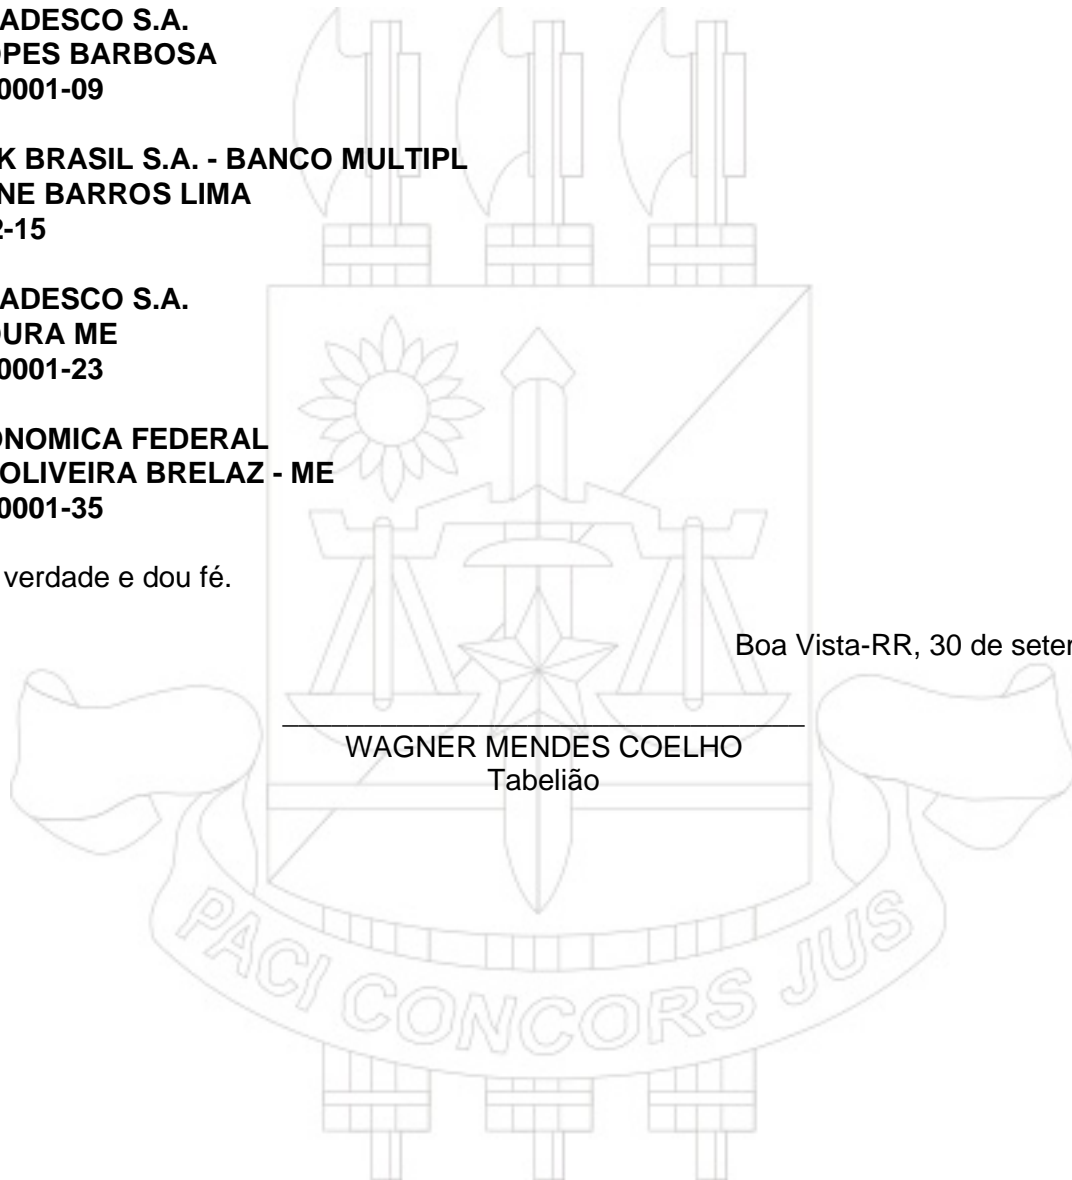 ADESCO S.A.
OPES BARBOSA
0001-09
K BRASIL S.A. - BANCO MULTIPL
NE BARROS LIMA
2-15
ADESCO S.A.
OURA ME
0001-23
ONOMICA FEDERAL
OLIVEIRA BRELAZ - ME
0001-35
verdade e dou fé.
Boa Vista-RR, 30 de seter
WAGNER MENDES COELHO
Tabelião
PACI CONCORS JUS